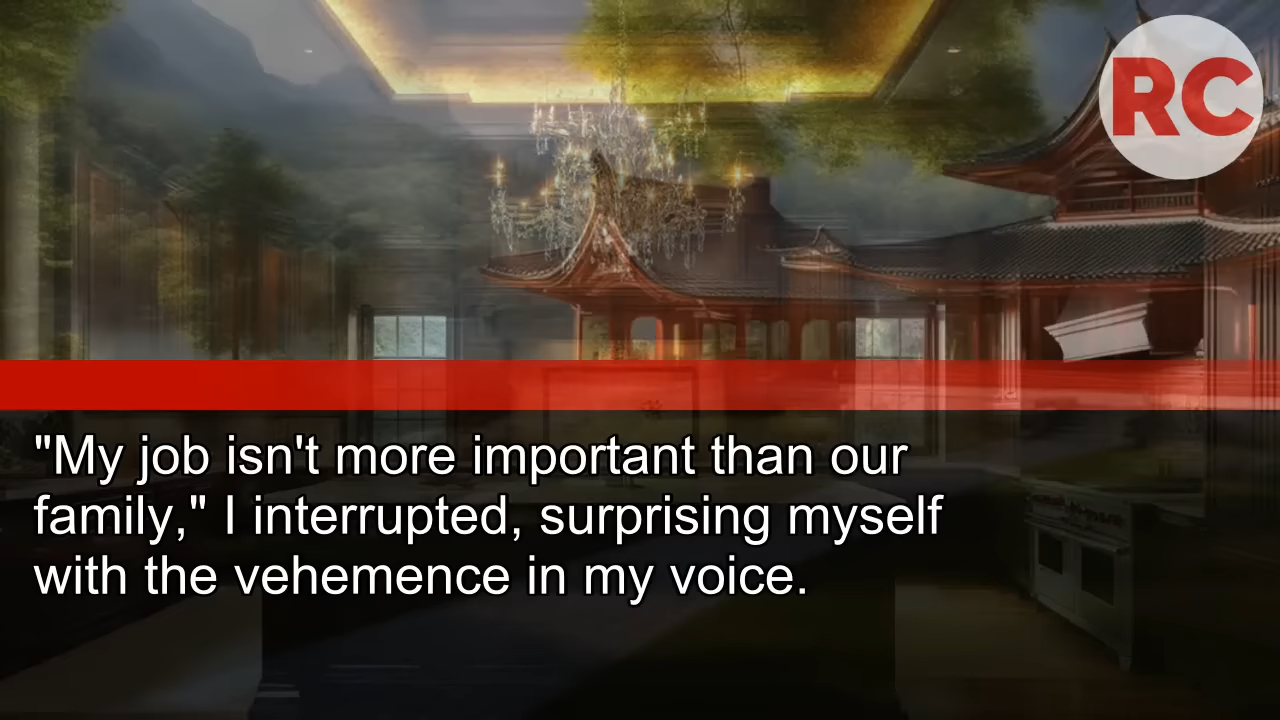 RC
"My job isn't more important than our
family," I interrupted, surprising myself
with the vehemence in my voice.